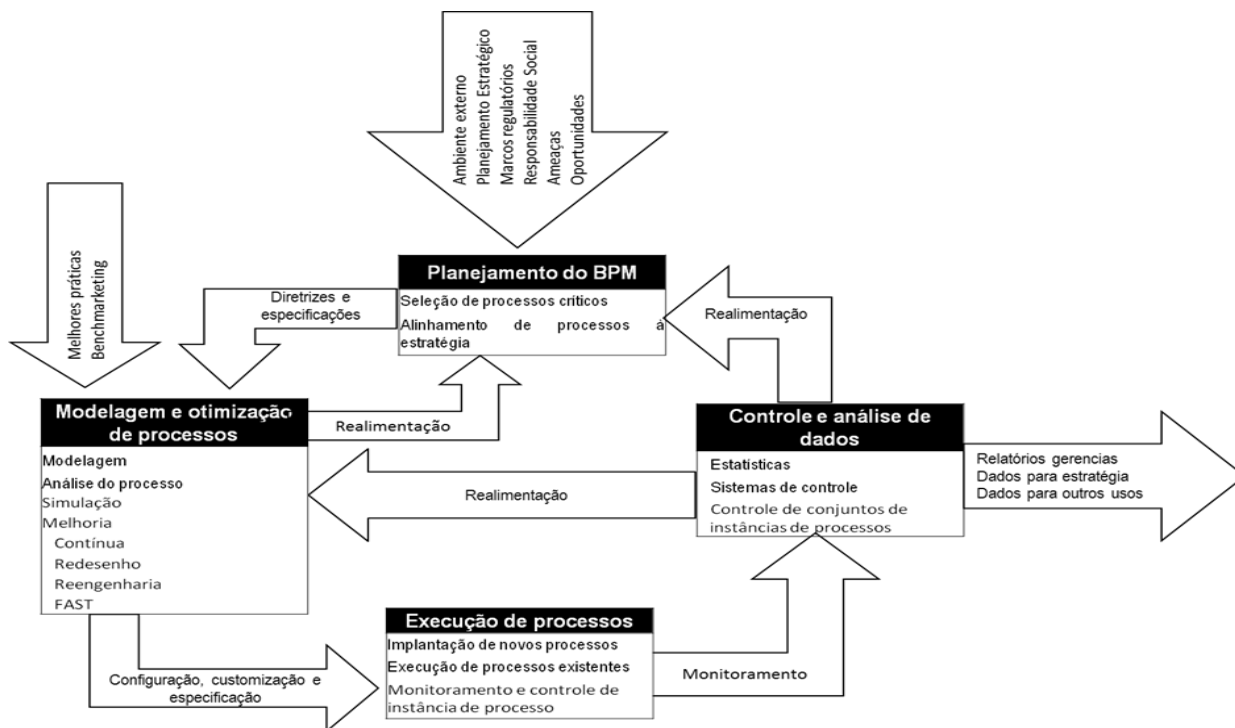 Ambiente externo
Planejamento Estratégico
Marcos regulatórios
Responsabilidade Social
Ameaças
Oportunidades
Melhores práticas
Benchmarketing
Planejamento do BPM
Seleção de processos críticos
Alinhamento de processos á
estratégia
Diretrizes e
especificações
Realimentação
Modelagem e otimização
de processos
Modelagem
Análise do processo
Simulação
Melhoria
Contínua
Redesenho
Reengenharia
FAST
Realimentação
Realimentação
Controle e análise de
dados
Estatísticas
Sistemas de controle
Controle de conjuntos de
instâncias de processos
Relatórios gerencias
Dados para estratégia
Dados para outros usos
Execução de processos
Implantação de novos processos
Execução de processos existentes
Monitoramento e controle de
instância de processo
Configuração, customização e
especificação
Monitoramento